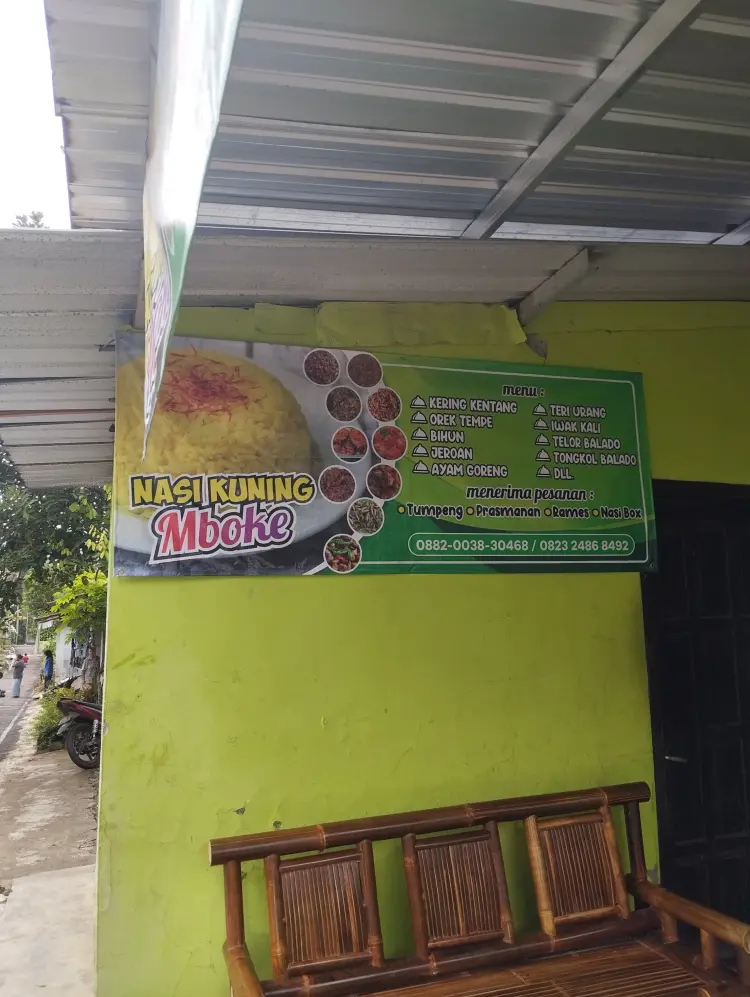 NASI KUNING
Mboke
menu :
KERING KENTANG
OREK TEMPE
BIHUN
JEROAN
AYAM GORENG
TERI URANG
IWAK KALI
TELOR BALADO
TONGKOL BALADO
DLL.
menerima pesanan :
Tumpeng Prasmanan Rames Nasi Box
0882-0038-30468 / 0823 2486 8492